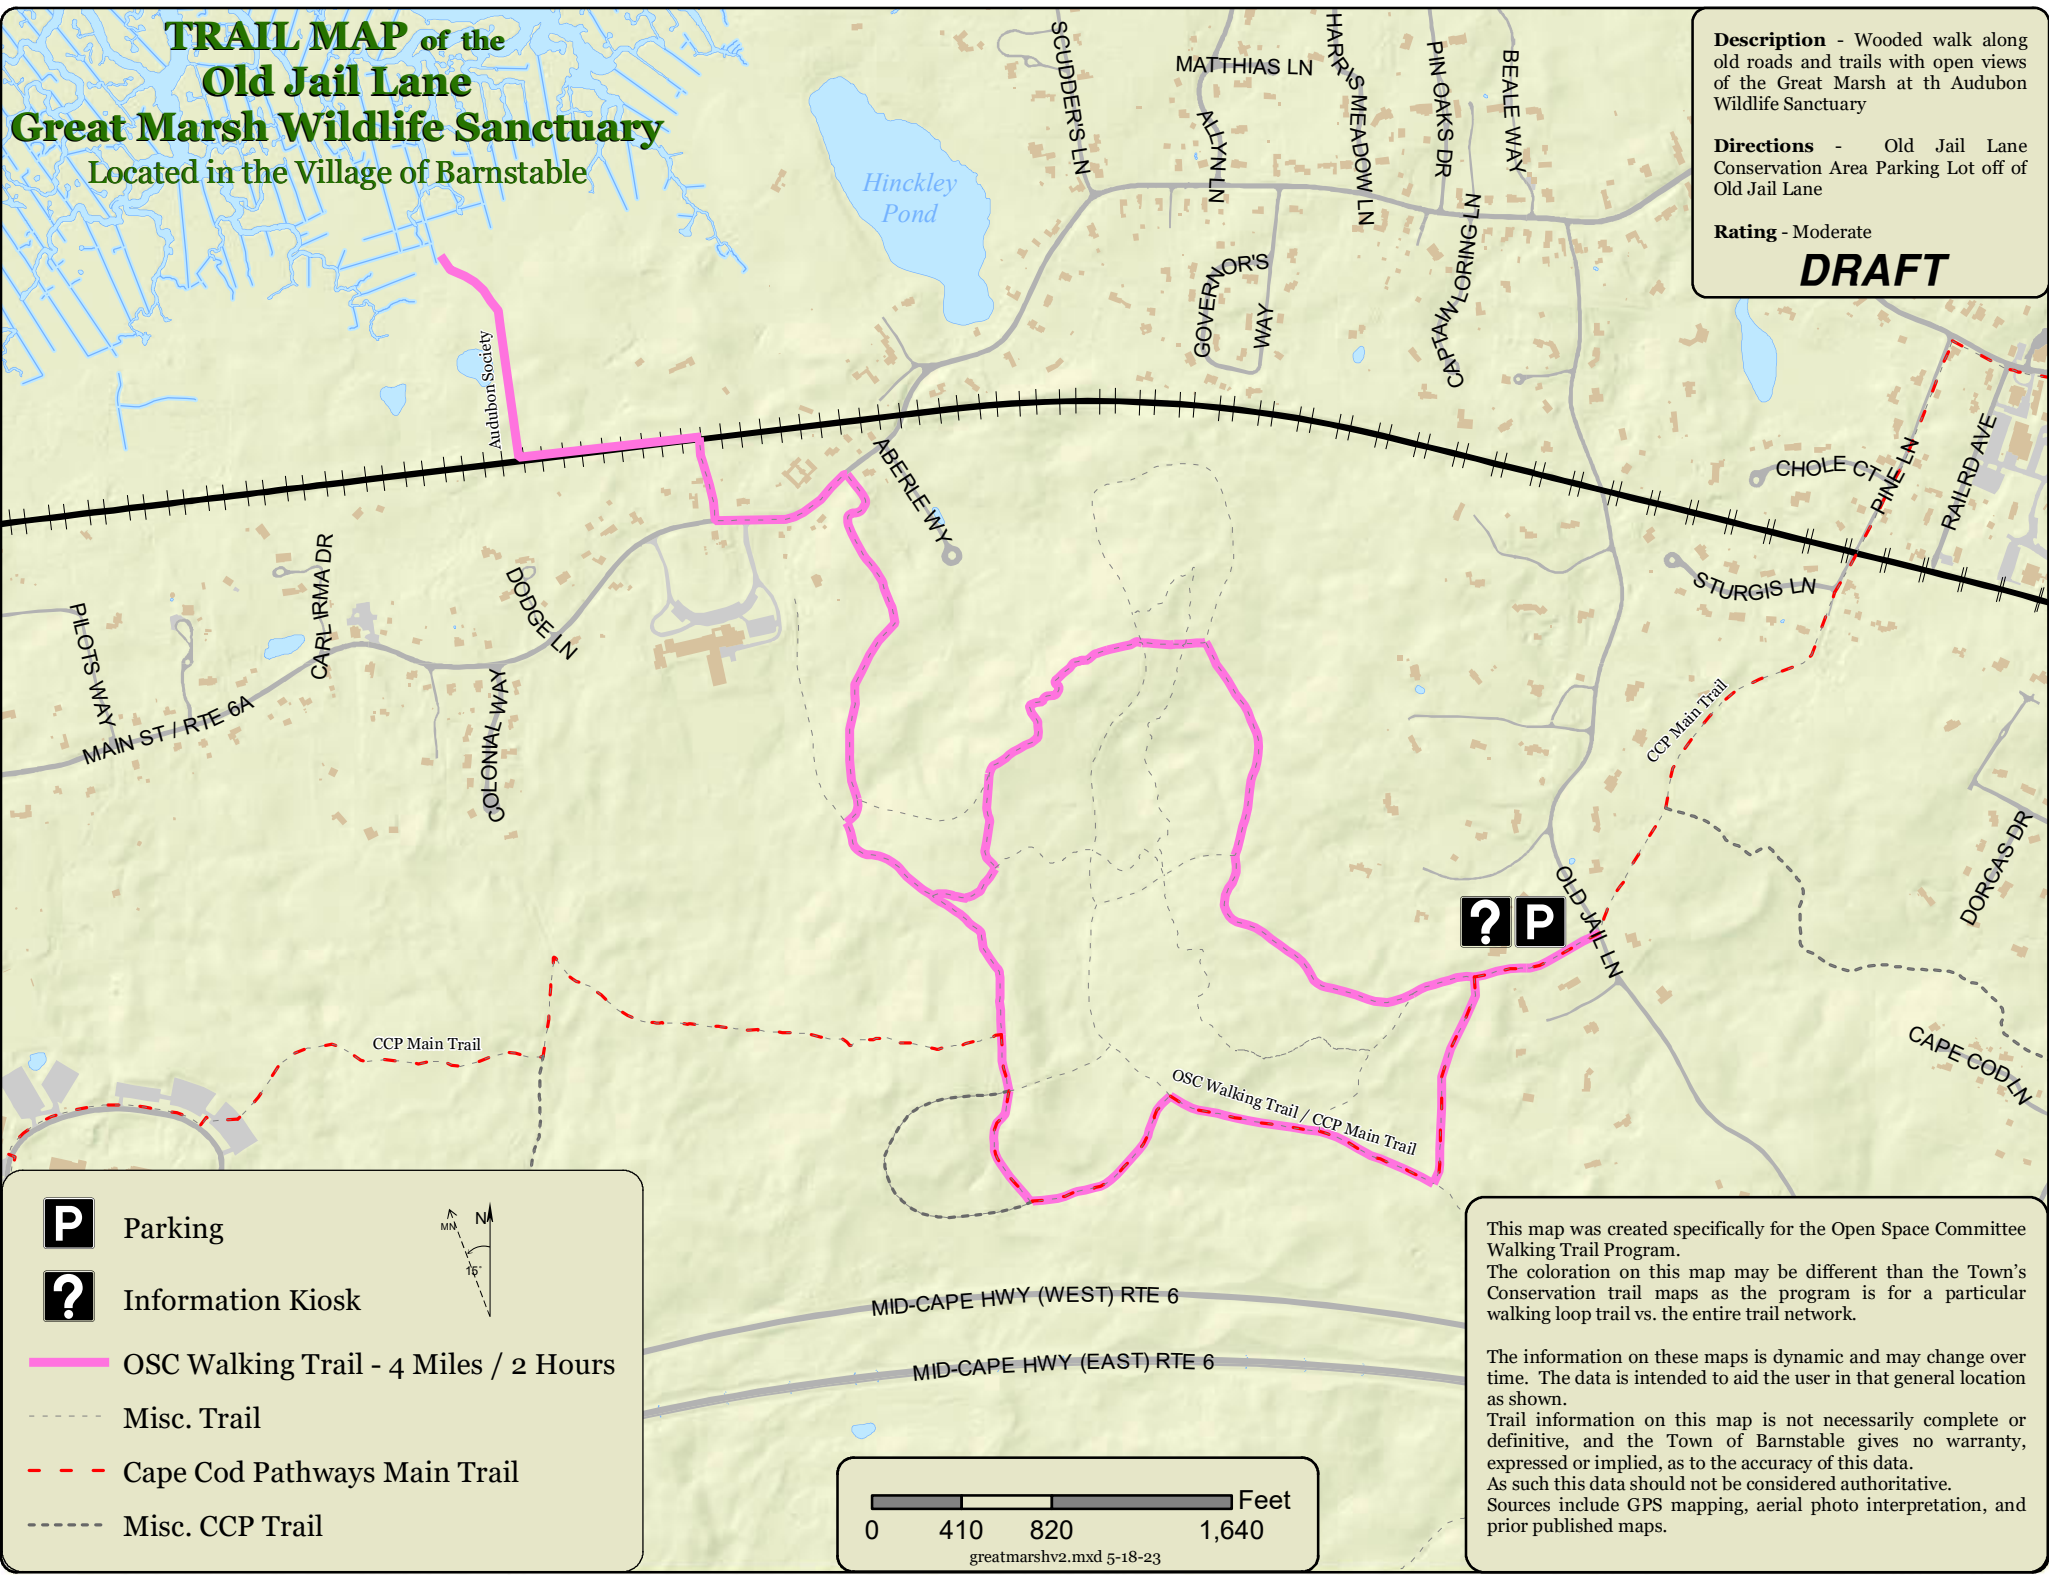 TRAIL MAP of the
Old Jail Lane
Great Marsh Wildlife Sanctuary
Located in the Village of Barnstable
Description - Wooded walk along
old roads and trails with open views
of the Great Marsh at th Audubon
Wildlife Sanctuary
Directions - Old Jail Lane
Conservation Area Parking Lot off of
Old Jail Lane
Rating - Moderate
DRAFT
SCUDDER'S LN
MATTHIAS LN
ALLYN LN
HARRIS MEADOW LN
PIN OAKS DR
BEALE WAY
CAPTAIN LORING LN
GOVERNOR'S
WAY
Hinckley
Pond
Audubon Society
ABERLE WY
CHOLE CT
PINE LN
RAILRD AVE
STURGIS LN
PILOTS WAY
CARL IRMA DR
DODGE LN
COLONIAL WAY
MAIN ST / RTE 6A
CCP Main Trail
DORCAS DR
?
P
OLD JAIL LN
CAPE COD LN
CCP Main Trail
OSC Walking Trail / CCP Main Trail
MID-CAPE HWY (WEST) RTE 6
MID-CAPE HWY (EAST) RTE 6
P Parking
? Information Kiosk
MN
N
15°
OSC Walking Trail - 4 Miles / 2 Hours
Misc. Trail
Cape Cod Pathways Main Trail
Misc. CCP Trail
Feet
0 410 820 1,640
greatmarshv2.mxd 5-18-23
This map was created specifically for the Open Space Committee
Walking Trail Program.
The coloration on this map may be different than the Town's
Conservation trail maps as the program is for a particular
walking loop trail vs. the entire trail network.
The information on these maps is dynamic and may change over
time. The data is intended to aid the user in that general location
as shown.
Trail information on this map is not necessarily complete or
definitive, and the Town of Barnstable gives no warranty,
expressed or implied, as to the accuracy of this data.
As such this data should not be considered authoritative.
Sources include GPS mapping, aerial photo interpretation, and
prior published maps.